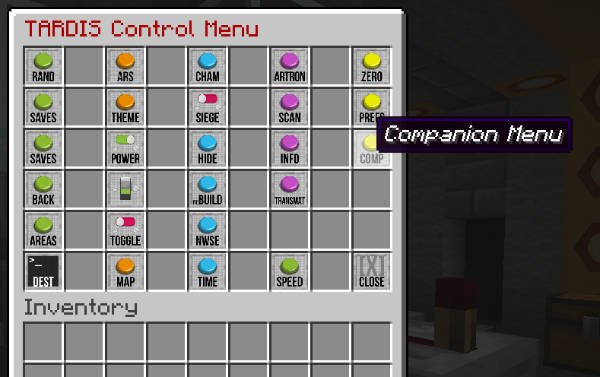 TARDIS Control Menu
RAND ARS CHAM ARTRON ZERO
SAVES THEME SIEGE SCAN PREFS
Companion Menu
SAVES POWER HIDE INFO COMP
BACK reBUILD TRANSMAT
AREAS TOGGLE NWSE
>_
DEST MAP TIME SPEED [X] CLOSE
Inventory